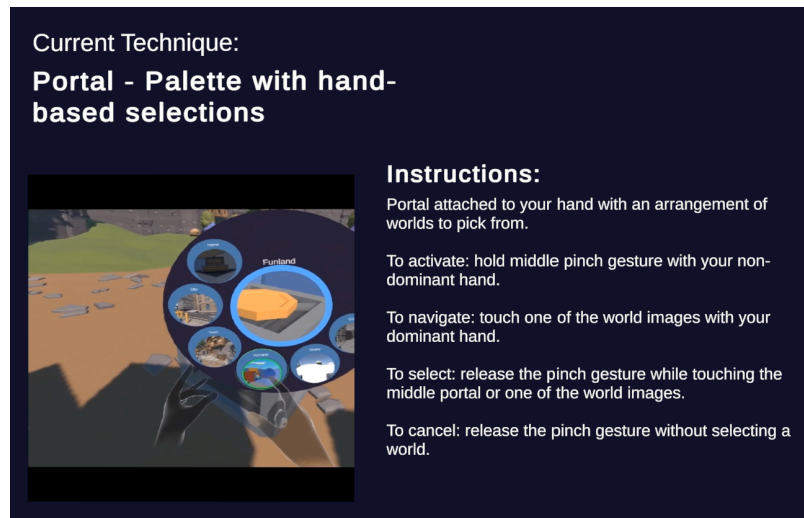 Current Technique:
Portal - Palette with hand-
based selections
Instructions:
Portal attached to your hand with an arrangement of
worlds to pick from.
To activate: hold middle pinch gesture with your non-
dominant hand.
To navigate: touch one of the world images with your
dominant hand.
To select: release the pinch gesture while touching the
middle portal or one of the world images.
To cancel: release the pinch gesture without selecting a
world.
Funland